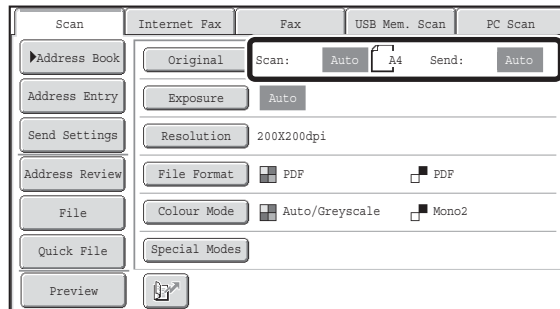 Scan Internet Fax Fax USB Mem. Scan PC Scan
Address Book Original Scan: Auto A4 Send: Auto
Address Entry Exposure Auto
Send Settings Resolution 200X200dpi
Address Review File Format PDF PDF
File Colour Mode Auto/Greyscale Mono2
Quick File Special Modes
Preview